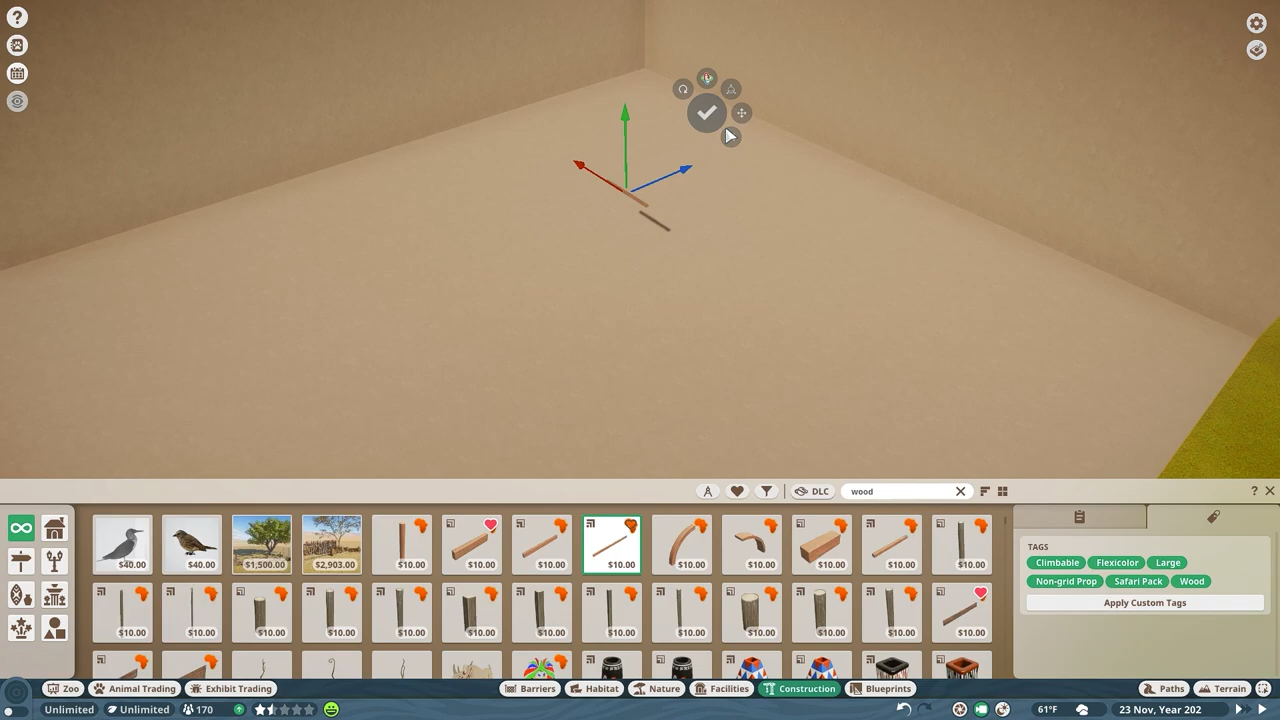 ?
DLC
wood
?
$40.00 $40.00 $1,500.00 $2,903.00 $10.00 $10.00 $10.00 $10.00 $10.00 $10.00 $10.00 $10.00 $10.00
$10.00 $10.00 $10.00 $10.00 $10.00 $10.00 $10.00 $10.00 $10.00 $10.00 $10.00 $10.00 $10.00
TAGS
Climbable Flexicolor Large
Non-grid Prop Safari Pack Wood
Apply Custom Tags
Zoo Animal Trading Exhibit Trading Barriers Habitat Nature Facilities Construction Blueprints Paths Terrain
Unlimited Unlimited 170 61°F 23 Nov, Year 202